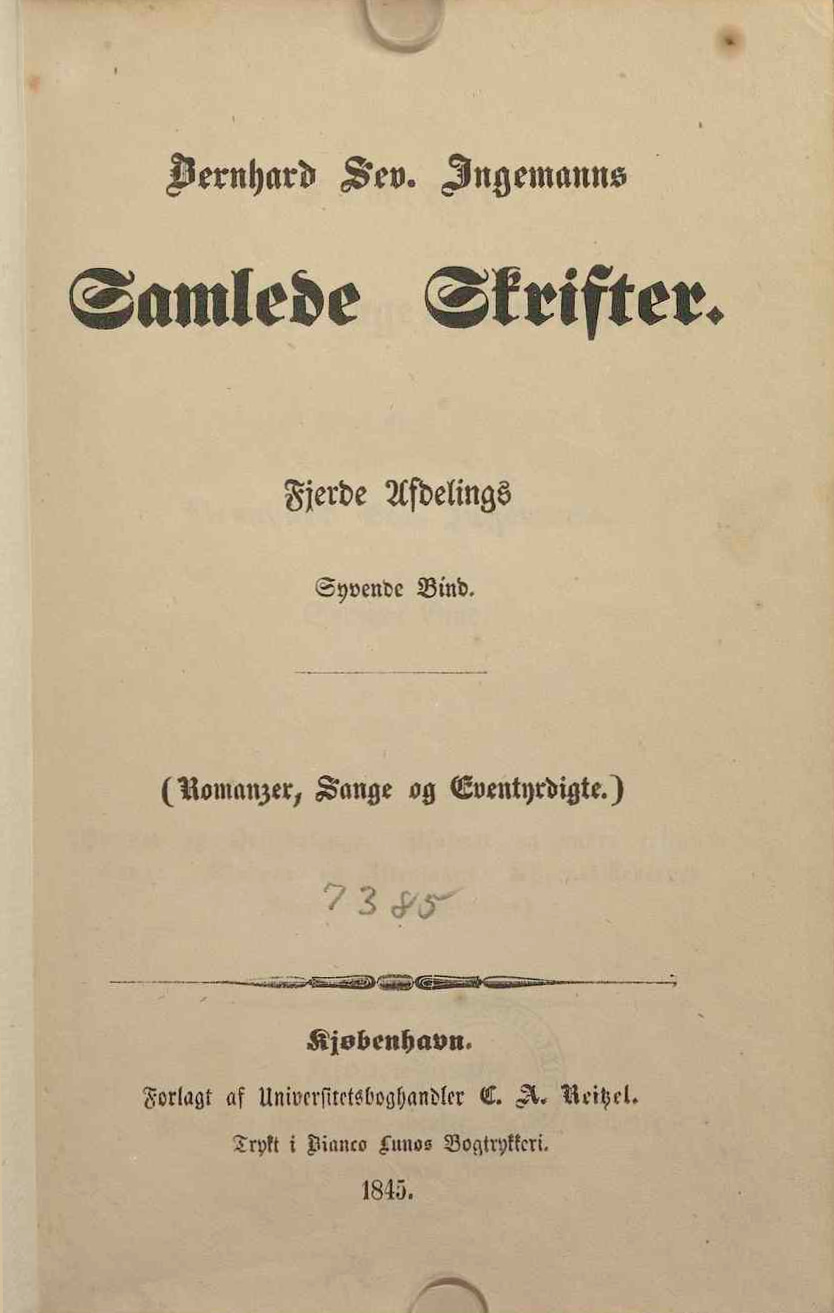 Bernhard Sev. Ingemanns
Samlede Skrifter.
Fjerde Afdelings
Syvende Bind.
(Romanzer, Sange og Eventyrdigte.)
7385
Kjøbenhavn.
Forlagt af Universitetsboghandler C. A. Reitzel.
Trykt i Bianco Lunos Bogtrykkeri.
1845.